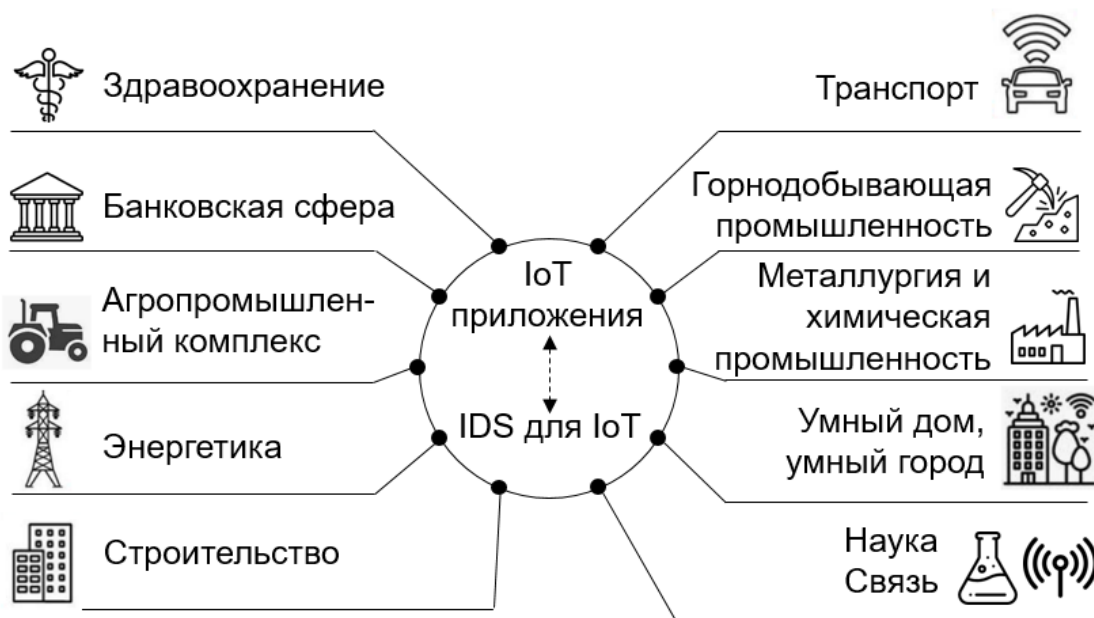 Здравоохранение
Банковская сфера
Агропромышлен-
ный комплекс
Энергетика
Строительство
IoT
приложения
IDS для IoT
Транспорт
Горнодобывающая
промышленность
Металлургия и
химическая
промышленность
Умный дом,
умный город
Наука
Связь